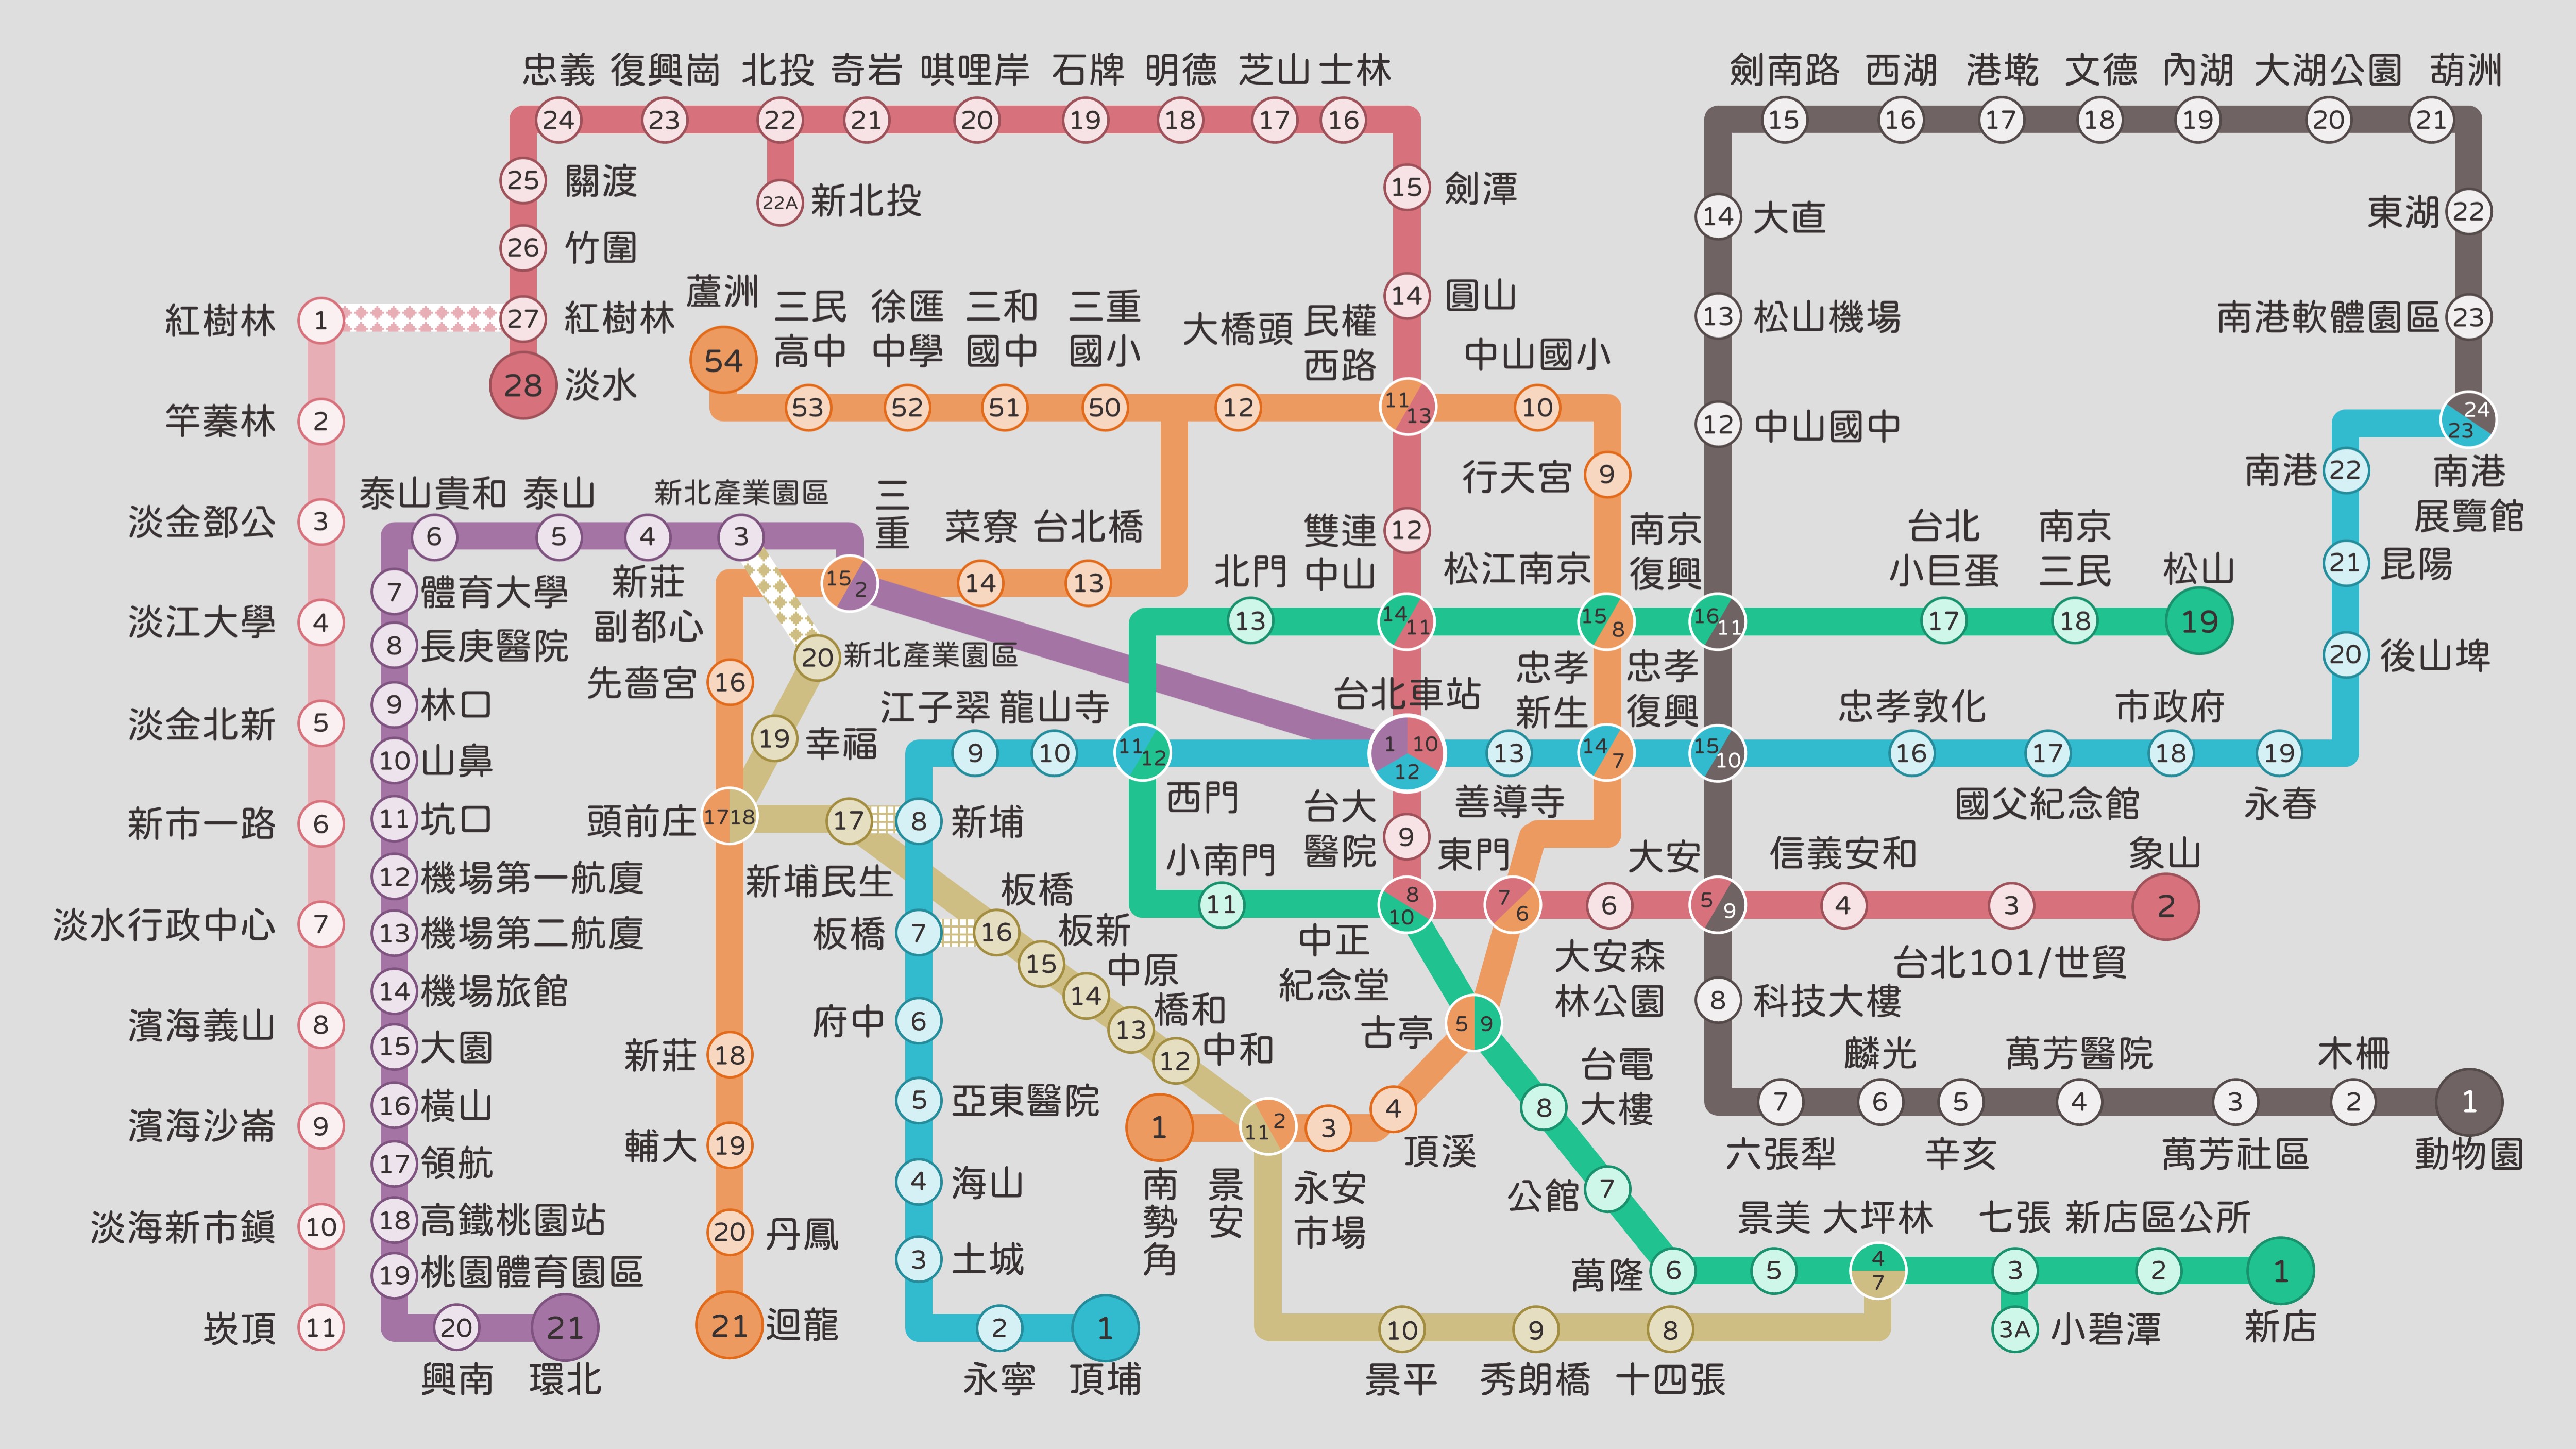 忠義 復興崗 北投 奇岩 唭哩岸 石牌 明德 芝山 士林
24 23 22 21 20 19 18 17 16
25 關渡
22A 新北投
26 竹圍
27 紅樹林
28 淡水
15 劍潭
14 圓山
劍南路 西湖 港墘 文德 內湖 大湖公園 葫洲
15 16 17 18 19 20 21
14 大直
13 松山機場
12 中山國中
東湖 22
南港軟體園區 23
24
23
南港
展覽館
南港 22
21 昆陽
20 後山埤
紅樹林 1
竿蓁林 2
淡金鄧公 3
淡江大學 4
淡金北新 5
新市一路 6
淡水行政中心 7
濱海義山 8
濱海沙崙 9
淡海新市鎮 10
崁頂 11
蘆洲
54
三民
高中
徐匯
中學
三和
國中
三重
國小
大橋頭
民權
西路
中山國小
53 52 51 50 12 11 13 10
行天宮 9
泰山貴和 泰山 新北產業園區
6 5 4 3
新莊
副都心
三
重
15 2
菜寮 台北橋
14 13
7 體育大學
8 長庚醫院
9 林口
10 山鼻
11 坑口
12 機場第一航廈
13 機場第二航廈
14 機場旅館
15 大園
16 橫山
17 領航
18 高鐵桃園站
19 桃園體育園區
20 21
興南 環北
先嗇宮 16
20 新北產業園區
19 幸福
頭前庄 17 18
17
新埔民生
新莊 18
輔大 19
20 丹鳳
21 迴龍
雙連 12
中山
北門
13
14 11
松江南京
15 8
南京
復興
16 11
台北
小巨蛋
南京
三民
松山
17 18 19
江子翠 龍山寺
9 10 11 12
西門
台北車站
1 10
12
13
善導寺
忠孝
新生
14 7
忠孝
復興
15 10
忠孝敦化 市政府
16 17 18 19
國父紀念館 永春
8 新埔
板橋 7
府中 6
5 亞東醫院
4 海山
3 土城
2 1
永寧 頂埔
板橋
16
板新
15
中原
14
橋和
13
中和
12
台大
醫院
9
小南門
11
8
10
中正
紀念堂
東門
7 6
6
大安森
林公園
大安
5 9
信義安和 象山
4 3 2
台北101/世貿
8 科技大樓
麟光 萬芳醫院 木柵
7 6 5 4 3 2 1
六張犁 辛亥 萬芳社區 動物園
古亭 5 9
4
頂溪
1
南
勢
角
11 2
景
安
3
永安
市場
8
台電
大樓
公館 7
萬隆 6
景美 大坪林 七張 新店區公所
5 4 7 3 2 1
新店
3A 小碧潭
10 9 8
景平 秀朗橋 十四張